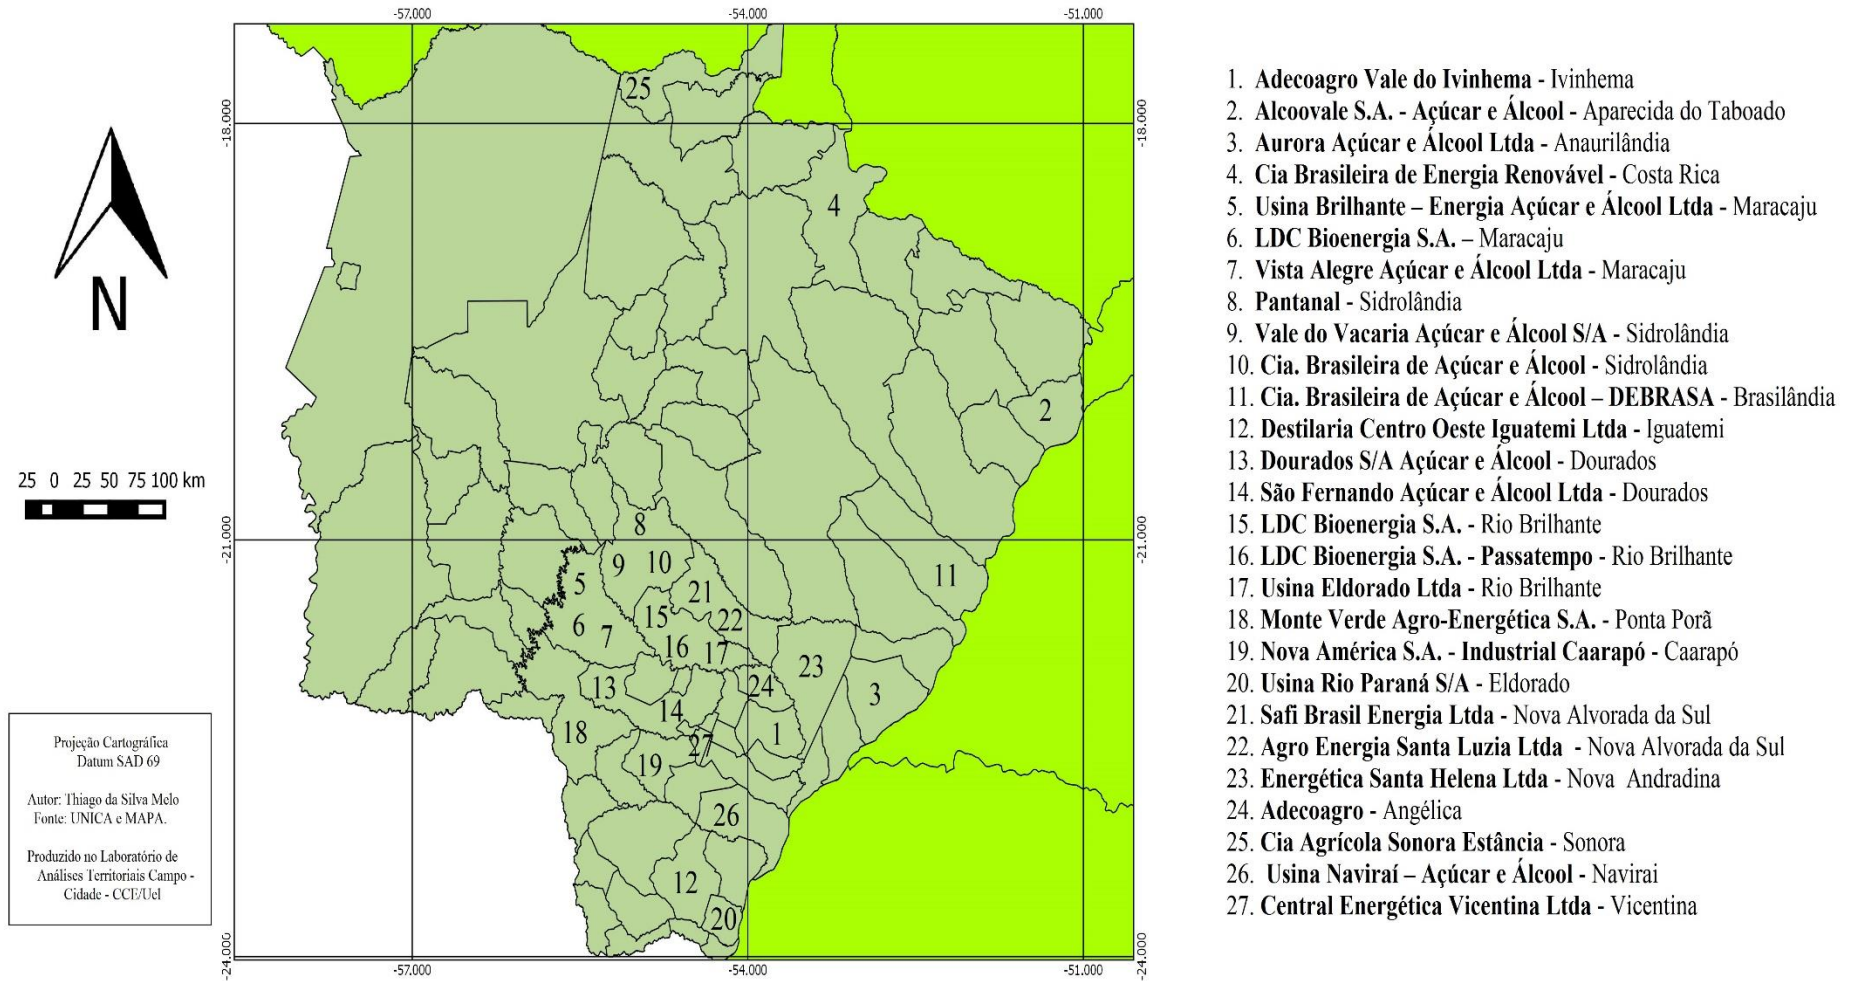 -57.000 -54.000 -51.000
-18.000 -18.000
-21.000 -21.000
-24.000 -24.000
-57.000 -54.000 -51.000
N
25 0 25 50 75 100 km
Projeção Cartográfica
Datum SAD 69
Autor: Thiago da Silva Melo
Fonte: UNICA e MAPA.
Produzido no Laboratório de
Análises Territoriais Campo -
Cidade - CCE/Uel
25
4
2
8
9 10
5
21
11
15
22
6
7
16
17
23
13
24
3
14
18
1
27
19
26
12
20
1. Adecoagro Vale do Ivinhema - Ivinhema
2. Alcoovale S.A. - Açúcar e Álcool - Aparecida do Taboado
3. Aurora Açúcar e Álcool Ltda - Anaurilândia
4. Cia Brasileira de Energia Renovável - Costa Rica
5. Usina Brilhante – Energia Açúcar e Álcool Ltda - Maracaju
6. LDC Bioenergia S.A. – Maracaju
7. Vista Alegre Açúcar e Álcool Ltda - Maracaju
8. Pantanal - Sidrolândia
9. Vale do Vacaria Açúcar e Álcool S/A - Sidrolândia
10. Cia. Brasileira de Açúcar e Álcool - Sidrolândia
11. Cia. Brasileira de Açúcar e Álcool – DEBRASA - Brasilândia
12. Destilaria Centro Oeste Iguatemi Ltda - Iguatemi
13. Dourados S/A Açúcar e Álcool - Dourados
14. São Fernando Açúcar e Álcool Ltda - Dourados
15. LDC Bioenergia S.A. - Rio Brilhante
16. LDC Bioenergia S.A. - Passatempo - Rio Brilhante
17. Usina Eldorado Ltda - Rio Brilhante
18. Monte Verde Agro-Energética S.A. - Ponta Porã
19. Nova América S.A. - Industrial Caarapó - Caarapó
20. Usina Rio Paraná S/A - Eldorado
21. Safi Brasil Energia Ltda - Nova Alvorada da Sul
22. Agro Energia Santa Luzia Ltda - Nova Alvorada da Sul
23. Energética Santa Helena Ltda - Nova Andradina
24. Adecoagro - Angélica
25. Cia Agrícola Sonora Estância - Sonora
26. Usina Naviraí – Açúcar e Álcool - Navirai
27. Central Energética Vicentina Ltda - Vicentina